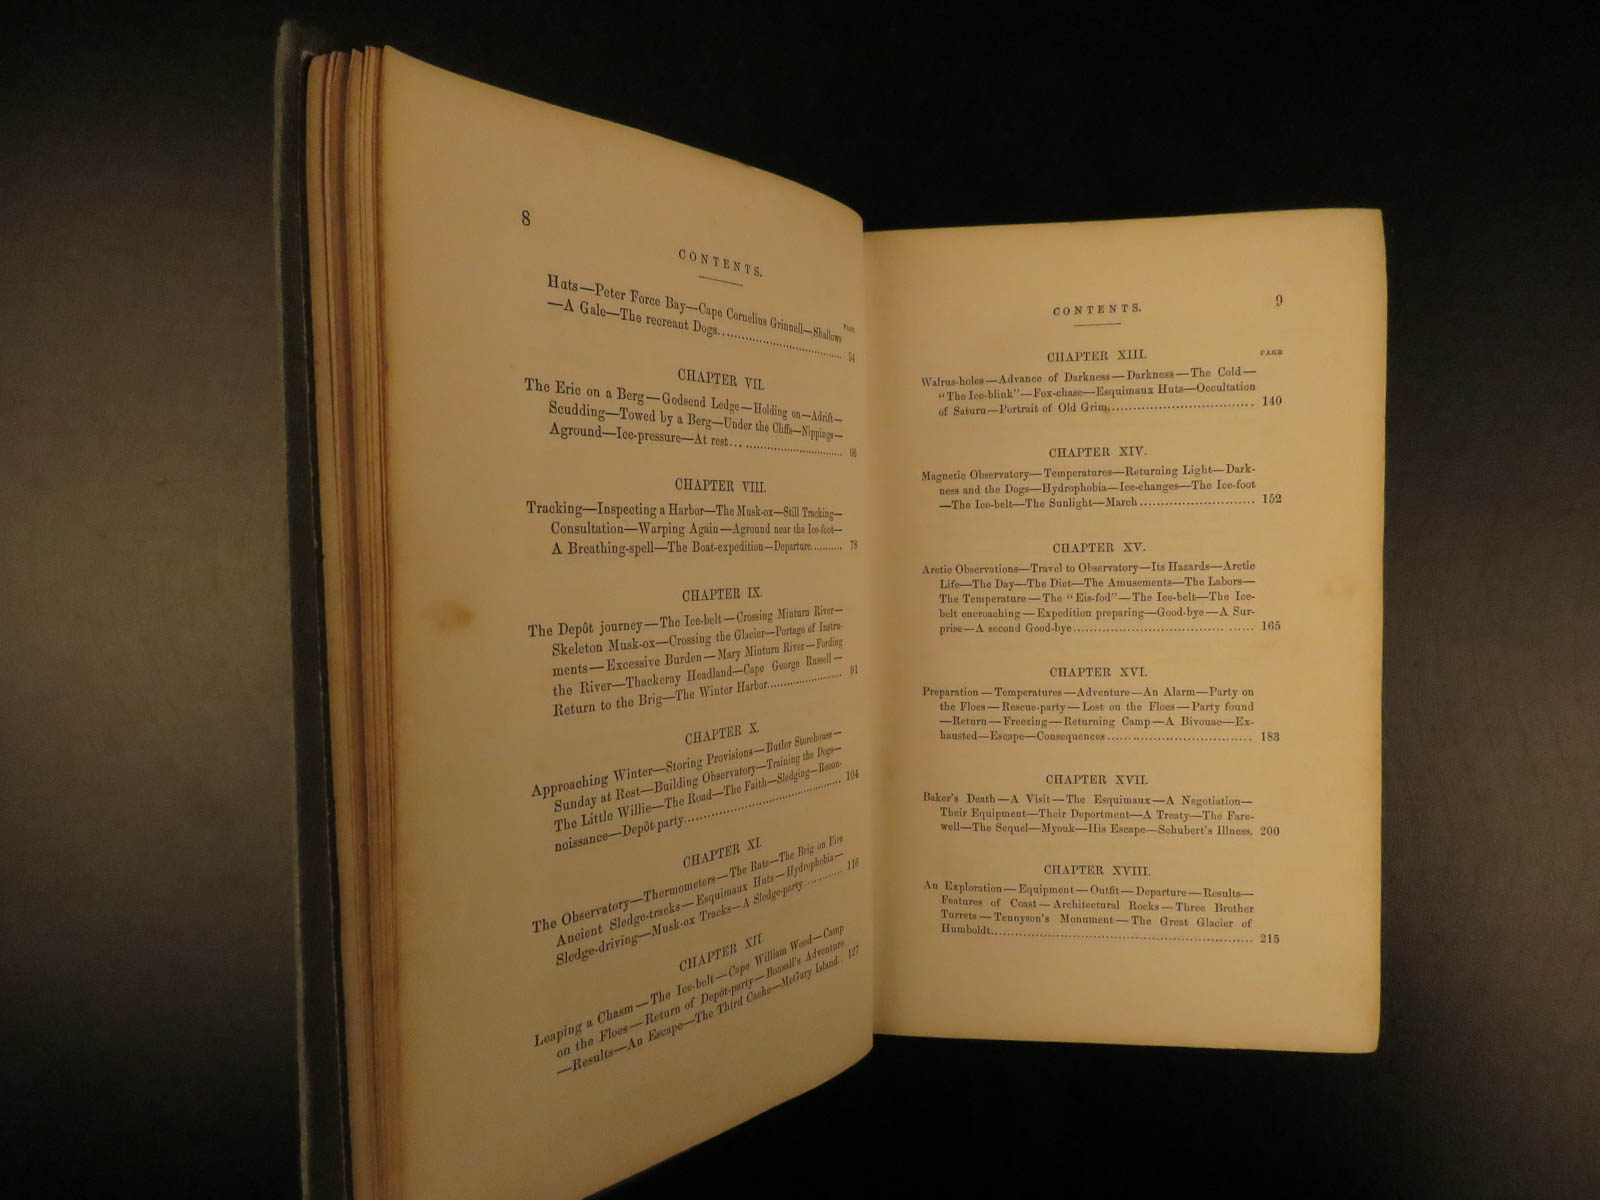 8
CONTENTS.
PAGE
Huts—Peter Force Bay—Cape Cornelius Grinnell—Shallows
—A Gale—The recreant Dogs........................ 54
CHAPTER VII.
The Eric on a Berg—Godsend Ledge—Holding on—Adrift—
Scudding—Towed by a Berg—Under the Cliffs—Nippings—
Aground—Ice-pressure—At rest........................ 66
CHAPTER VIII.
Tracking—Inspecting a Harbor—The Musk-ox—Still Tracking—
Consultation—Warping Again—Aground near the Ice-foot—
A Breathing-spell—The Boat-expedition—Departure.......... 78
CHAPTER IX.
The Depôt journey—The Ice-belt—Crossing Minturn River—
Skeleton Musk-ox—Crossing the Glacier—Portage of Instru-
ments—Excessive Burden—Mary Minturn River—Fording
the River—Thackeray Headland—Cape George Russell—
Return to the Brig—The Winter Harbor.................... 91
CHAPTER X.
Approaching Winter—Storing Provisions—Butler Storehouse—
Sunday at Rest—Building Observatory—Training the Dogs—
The Little Willie—The Road—The Faith—Sledging—Recon-
noissance—Depôt-party.............................. 104
CHAPTER XI.
The Observatory—Thermometers—The Rats—The Brig on Fire
Ancient Sledge-tracks—Esquimaux Huts—Hydrophobia—
Sledge-driving—Musk-ox Tracks—A Sledge-party........... 116
CHAPTER XII.
Leaping a Chasm—The Ice-belt—Cape William Wood—Camp
on the Floes—Return of Depôt-party—Bonsall's Adventure
—Results—An Escape—The Third Cache—McGary Island.. 127
9
CONTENTS.
CHAPTER XIII.
PAGE
Walrus-holes—Advance of Darkness—Darkness—The Cold—
"The Ice-blink"—Fox-chase—Esquimaux Huts—Occultation
of Saturn—Portrait of Old Grim.............................. 140
CHAPTER XIV.
Magnetic Observatory—Temperatures—Returning Light—Dark-
ness and the Dogs—Hydrophobia—Ice-changes—The Ice-foot
—The Ice-belt—The Sunlight—March........................ 152
CHAPTER XV.
Arctic Observations—Travel to Observatory—Its Hazards—Arctic
Life—The Day—The Diet—The Amusements—The Labors—
The Temperature—The "Eis-fod"—The Ice-belt—The Ice-
belt encroaching—Expedition preparing—Good-bye—A Sur-
prise—A second Good-bye...................................... 165
CHAPTER XVI.
Preparation—Temperatures—Adventure—An Alarm—Party on
the Floes—Rescue-party—Lost on the Floes—Party found
—Return—Freezing—Returning Camp—A Bivouac—Ex-
hausted—Escape—Consequences............................... 183
CHAPTER XVII.
Baker's Death—A Visit—The Esquimaux—A Negotiation—
Their Equipment—Their Deportment—A Treaty—The Fare-
well—The Sequel—Myouk—His Escape—Schubert's Illness. 200
CHAPTER XVIII.
An Exploration—Equipment—Outfit—Departure—Results—
Features of Coast—Architectural Rocks—Three Brother
Turrets—Tennyson's Monument—The Great Glacier of
Humboldt........................................................ 215